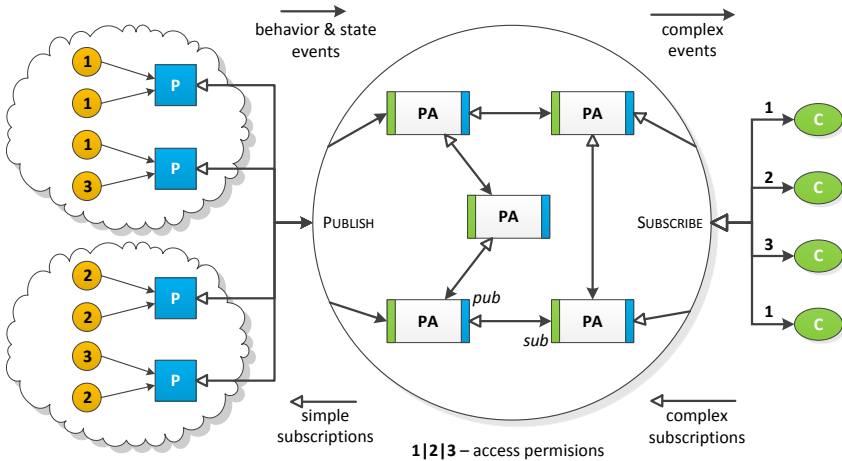 behavior & state
events
complex
events
1
1
P
1
3
P
2
2
P
3
2
P
PUBLISH
PA
PA
PA
PA
pub
sub
PA
SUBSCRIBE
1
C
2
C
3
C
1
C
simple
subscriptions
complex
subscriptions
1|2|3 – access permisions